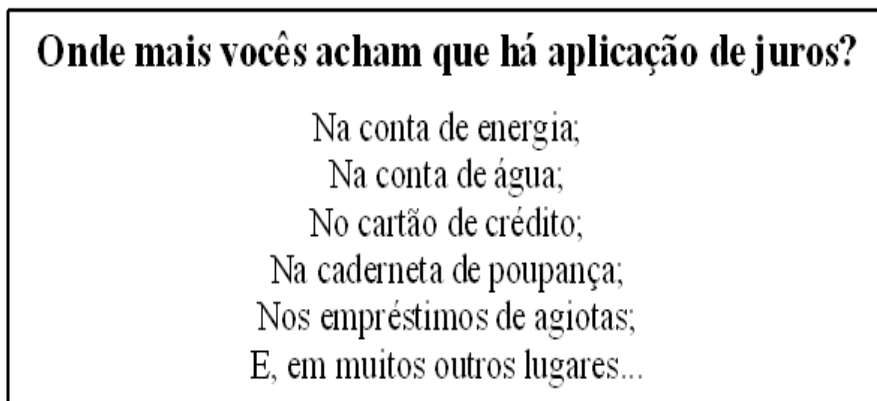 Onde mais vocês acham que há aplicação de juros?
Na conta de energia;
Na conta de água;
No cartão de crédito;
Na caderneta de poupança;
Nos empréstimos de agiotas;
E, em muitos outros lugares...